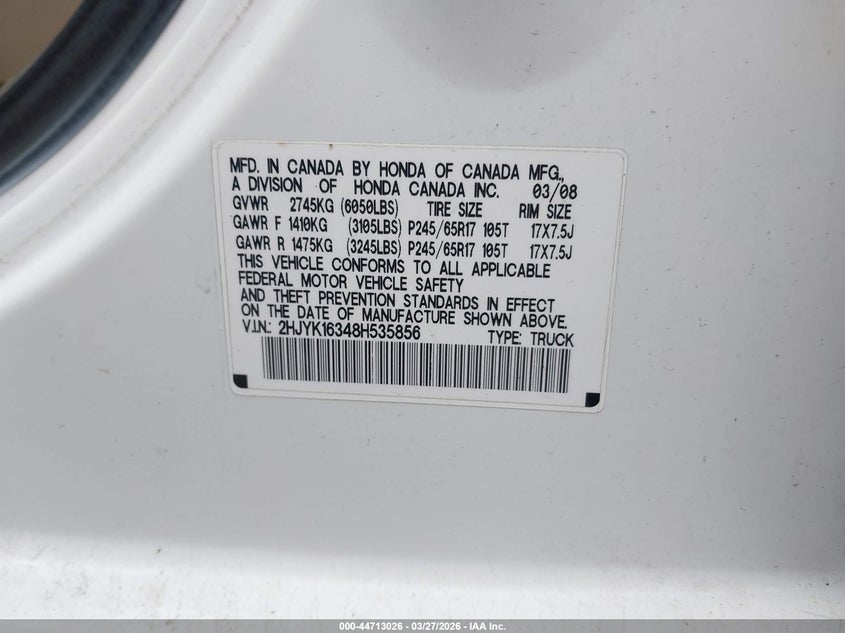 MFD. IN CANADA BY HONDA OF CANADA MFG.,
A DIVISION OF HONDA CANADA INC. 03/08
GVWR 2745KG (6050LBS) TIRE SIZE RIM SIZE
GAWR F 1410KG (3105LBS) P245/65R17 105T 17X7.5J
GAWR R 1475KG (3245LBS) P245/65R17 105T 17X7.5J
THIS VEHICLE CONFORMS TO ALL APPLICABLE
FEDERAL MOTOR VEHICLE SAFETY
AND THEFT PREVENTION STANDARDS IN EFFECT
ON THE DATE OF MANUFACTURE SHOWN ABOVE.
V.I.N.: 2HJYK16348H535856 TYPE: TRUCK
000-44713026 - 03/27/2026 - IAA Inc.